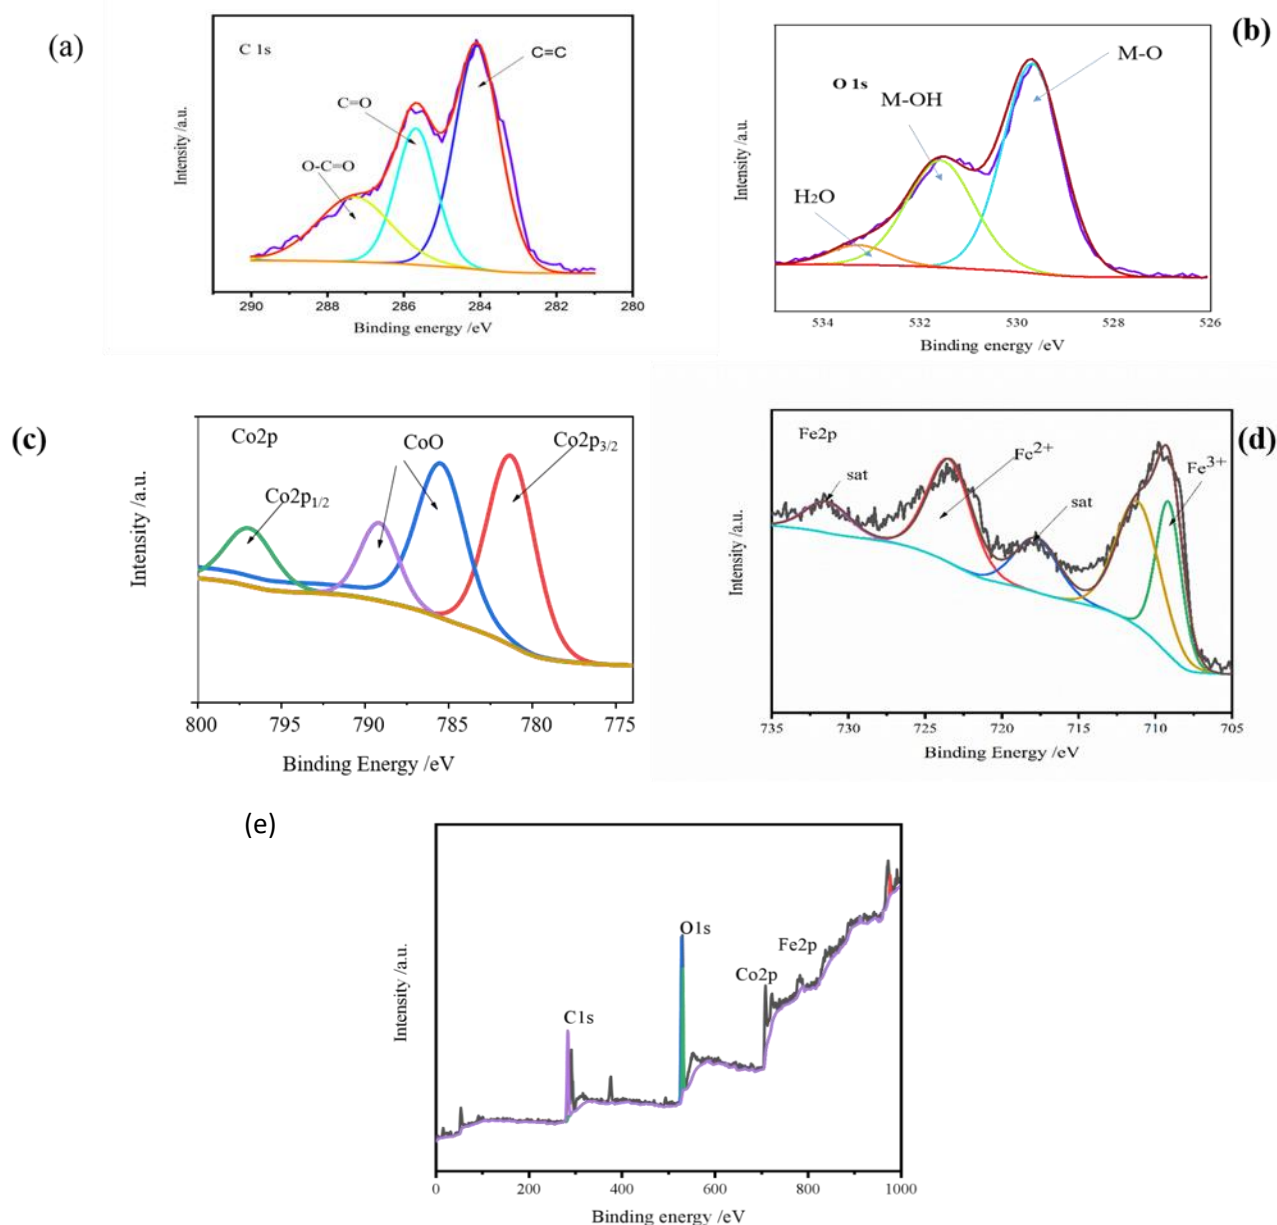 (a)
C 1s
C=C
C=O
O-C=O
Intensity /a.u.
290 288 286 284 282 280
Binding energy /eV
(b)
O 1s
M-O
M-OH
H2O
Intensity /a.u.
534 532 530 528 526
Binding energy /eV
(c)
Co2p
CoO
Co2p3/2
Co2p1/2
Intensity /a.u.
800 795 790 785 780 775
Binding Energy /eV
(d)
Fe2p
sat
Fe2+
sat
Fe3+
Intensity /a.u.
735 730 725 720 715 710 705
Binding Energy /eV
(e)
O1s
Fe2p
Co2p
C1s
Intensity /a.u.
0 200 400 600 800 1000
Binding energy /eV